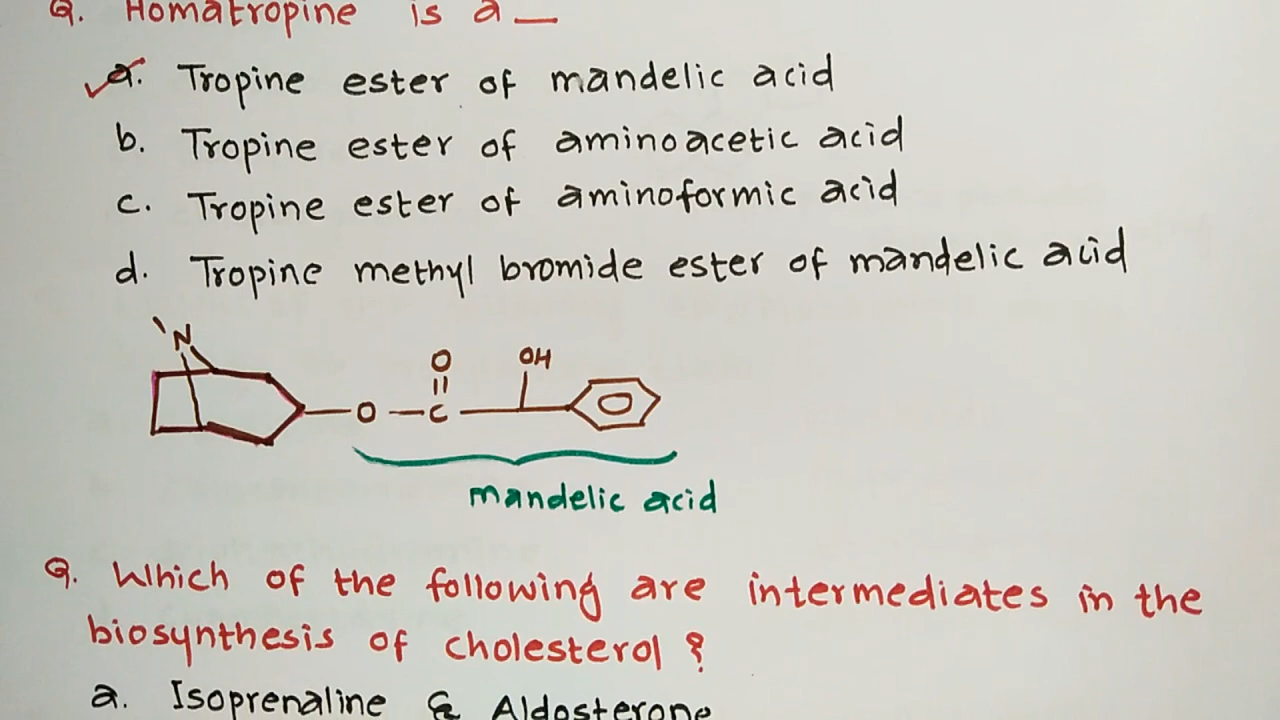 Q. Homatropine is a —
a. Tropine ester of mandelic acid
b. Tropine ester of aminoacetic acid
c. Tropine ester of aminoformic acid
d. Tropine methyl bromide ester of mandelic acid
N
O OH
O — C
mandelic acid
Q. Which of the following are intermediates in the
biosynthesis of cholesterol ?
a. Isoprenaline & Aldosterone